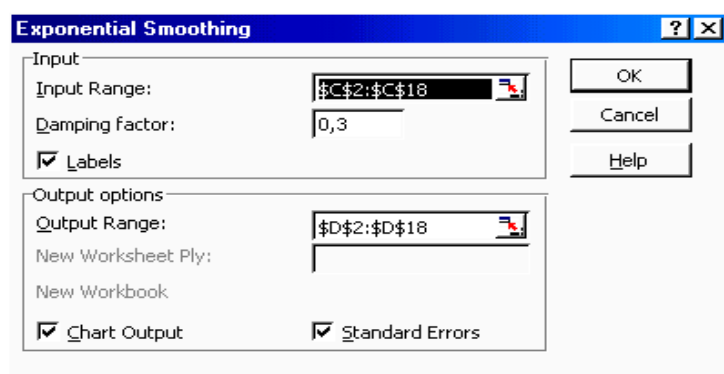 Exponential Smoothing ? X
Input
Input Range: $C$2:$C$18
Damping factor: 0,3
Labels
OK
Cancel
Help
Output options
Output Range: $D$2:$D$18
New Worksheet Ply:
New Workbook
Chart Output Standard Errors